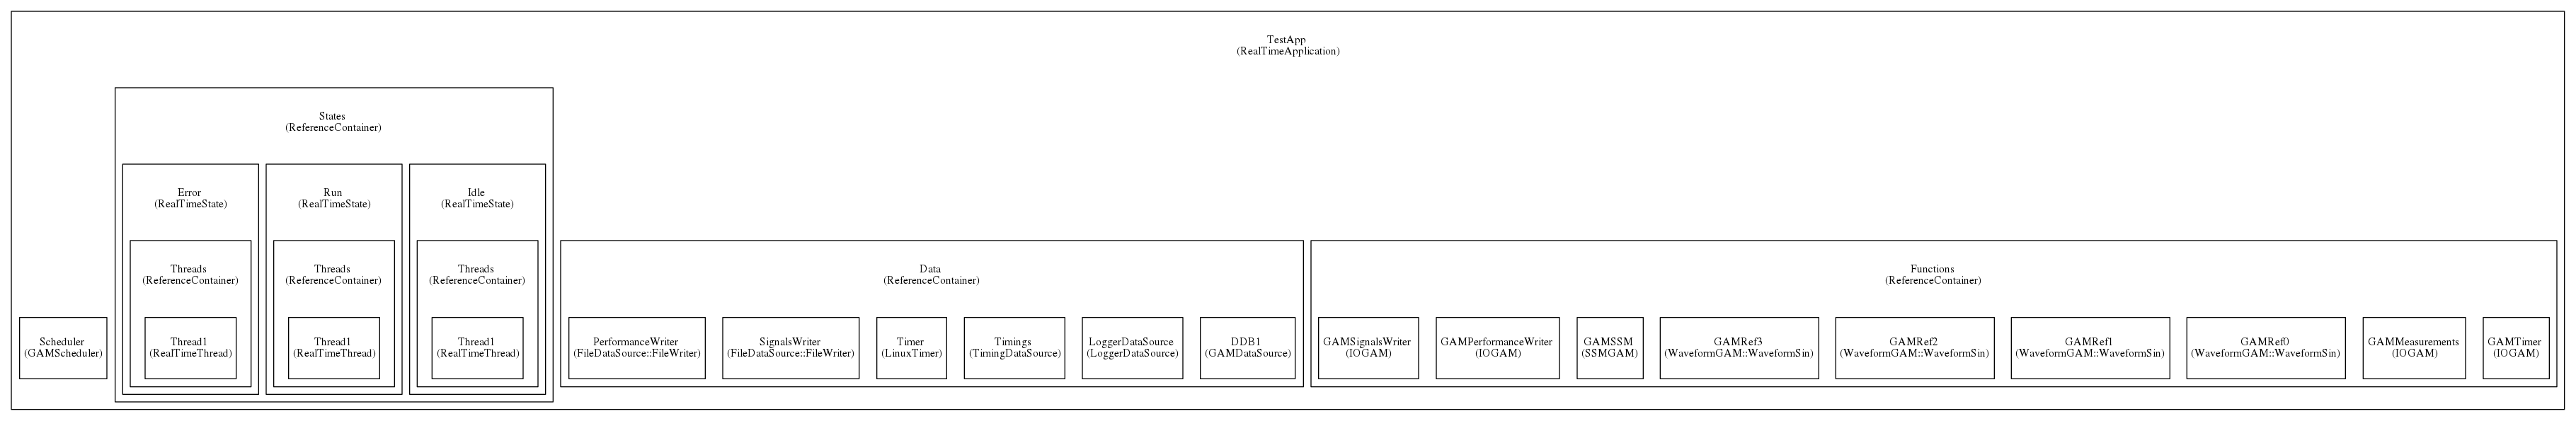 TestApp
(RealTimeApplication)
States
(ReferenceContainer)
Error
(RealTimeState)
Run
(RealTimeState)
Idle
(RealTimeState)
Threads
(ReferenceContainer)
Threads
(ReferenceContainer)
Threads
(ReferenceContainer)
Data
(ReferenceContainer)
Functions
(ReferenceContainer)
Scheduler
(GAMScheduler)
Thread1
(RealTimeThread)
Thread1
(RealTimeThread)
Thread1
(RealTimeThread)
PerformanceWriter
(FileDataSource::FileWriter)
SignalsWriter
(FileDataSource::FileWriter)
Timer
(LinuxTimer)
Timings
(TimingDataSource)
LoggerDataSource
(LoggerDataSource)
DDB1
(GAMDataSource)
GAMSignalsWriter
(IOGAM)
GAMPerformanceWriter
(IOGAM)
GAMSSM
(SSMGAM)
GAMRef3
(WaveformGAM::WaveformSin)
GAMRef2
(WaveformGAM::WaveformSin)
GAMRef1
(WaveformGAM::WaveformSin)
GAMRef0
(WaveformGAM::WaveformSin)
GAMMeasurements
(IOGAM)
GAMTimer
(IOGAM)